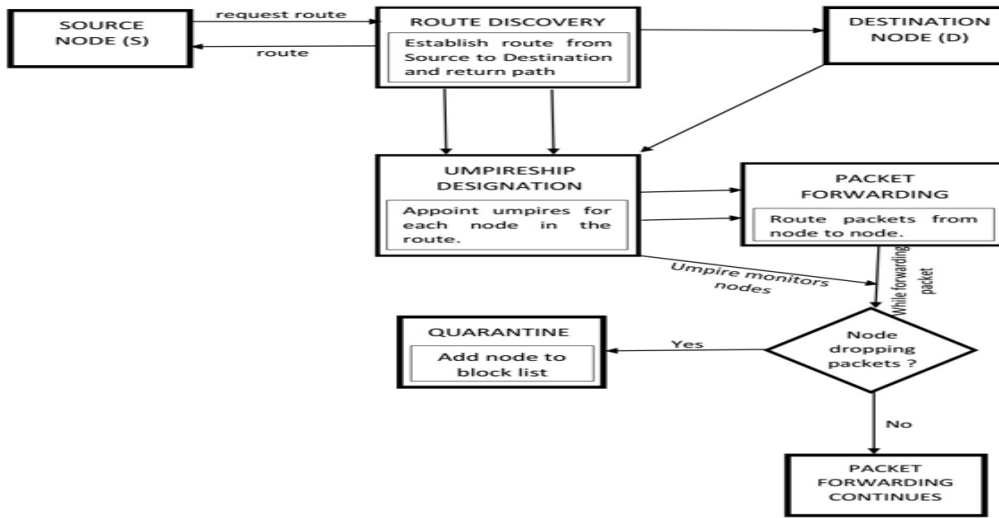 SOURCE
NODE (S)
request route
route
ROUTE DISCOVERY
Establish route from
Source to Destination
and return path
DESTINATION
NODE (D)
UMPIRESHIP
DESIGNATION
Appoint umpires for
each node in the
route.
PACKET
FORWARDING
Route packets from
node to node.
Umpire monitors
nodes
While forwarding
packet
QUARANTINE
Add node to
block list
Yes
Node
dropping
packets ?
No
PACKET
FORWARDING
CONTINUES